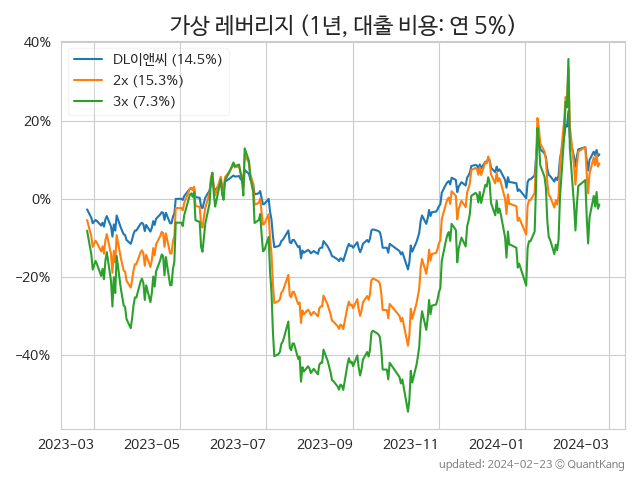 가상 레버리지 (1년, 대출 비용: 연 5%)
DL이앤씨 (14.5%)
2x (15.3%)
3x (7.3%)
40%
20%
0%
−20%
−40%
2023-03 2023-05 2023-07 2023-09 2023-11 2024-01 2024-03
updated: 2024-02-23 © QuantKang